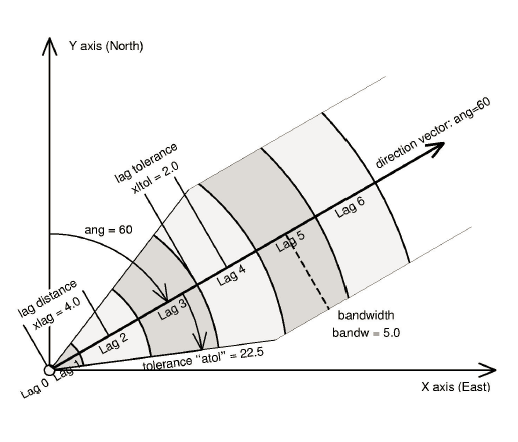 Y axis (North)
direction vector: ang=60
lag tolerance
xltol = 2.0
ang = 60
Lag 6
Lag 5
Lag 4
lag distance
xlag = 4.0
Lag 3
Lag 2
bandwidth
bandw = 5.0
tolerance "atol" = 22.5
Lag 1
Lag 0
X axis (East)